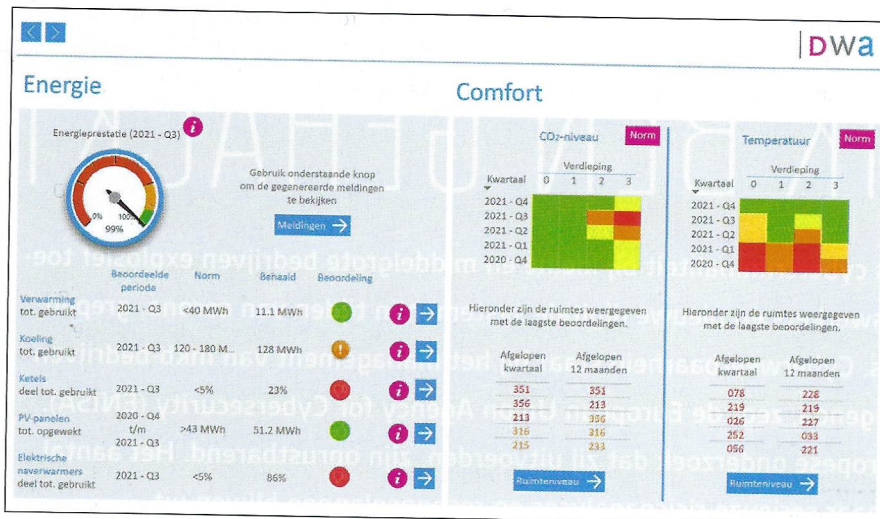 DWa
Energie
Energieprestatie (2021 - Q3) i
0% 100%
99%
Gebruik onderstaande knop
om de gegenereerde meldingen
te bekijken
Meldingen →
Beoordeelde
periode
Norm
Behaald
Beoordeling
Verwarming
tot. gebruikt
2021 - Q3 <40 MWh 11.1 MWh i →
Koeling
tot. gebruikt
2021 - Q3 120 - 180 M... 128 MWh ! i →
Ketels
deel tot. gebruikt
2021 - Q3 <5% 23% i →
PV-panelen
tot. opgewekt
2020 - Q4
t/m
2021 - Q3
>43 MWh 51.2 MWh i →
Elektrische
naverwarmers
deel tot. gebruikt
2021 - Q3 <5% 86% i →
Comfort
CO2-niveau Norm
Verdieping
Kwartaal 0 1 2 3
2021 - Q4
2021 - Q3
2021 - Q2
2021 - Q1
2020 - Q4
Hieronder zijn de ruimtes weergegeven
met de laagste beoordelingen.
Afgelopen
kwartaal
Afgelopen
12 maanden
351 351
356 213
213 356
316 316
215 233
Ruimteniveau →
Temperatuur Norm
Verdieping
Kwartaal 0 1 2 3
2021 - Q4
2021 - Q3
2021 - Q2
2021 - Q1
2020 - Q4
Hieronder zijn de ruimtes weergegeven
met de laagste beoordelingen.
Afgelopen
kwartaal
Afgelopen
12 maanden
078 228
219 219
026 227
252 033
056 221
Ruimteniveau →